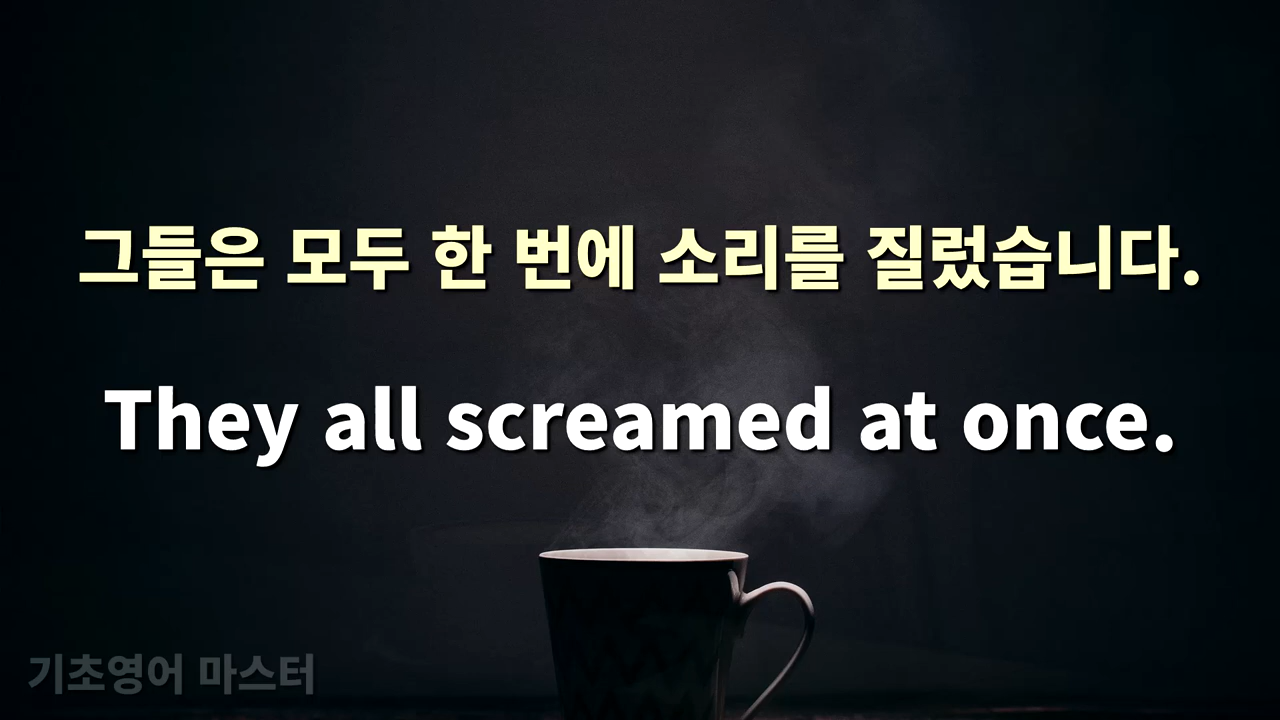 그들은 모두 한 번에 소리를 질렀습니다.
They all screamed at once.
기초영어 마스터